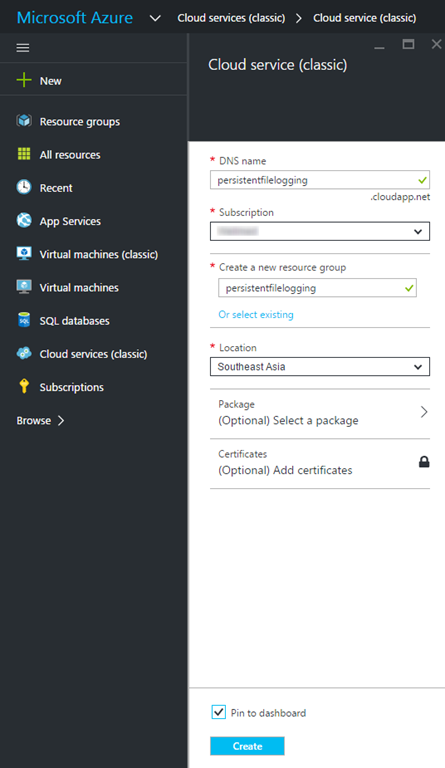 Microsoft Azure Cloud services (classic) Cloud service (classic)
New
Resource groups
All resources
Recent
App Services
Virtual machines (classic)
Virtual machines
SQL databases
Cloud services (classic)
Subscriptions
Browse
Cloud service (classic)
* DNS name
persistentfilelogging
.cloudapp.net
* Subscription
* Create a new resource group
persistentfilelogging
Or select existing
* Location
Southeast Asia
Package
(Optional) Select a package
Certificates
(Optional) Add certificates
Pin to dashboard
Create